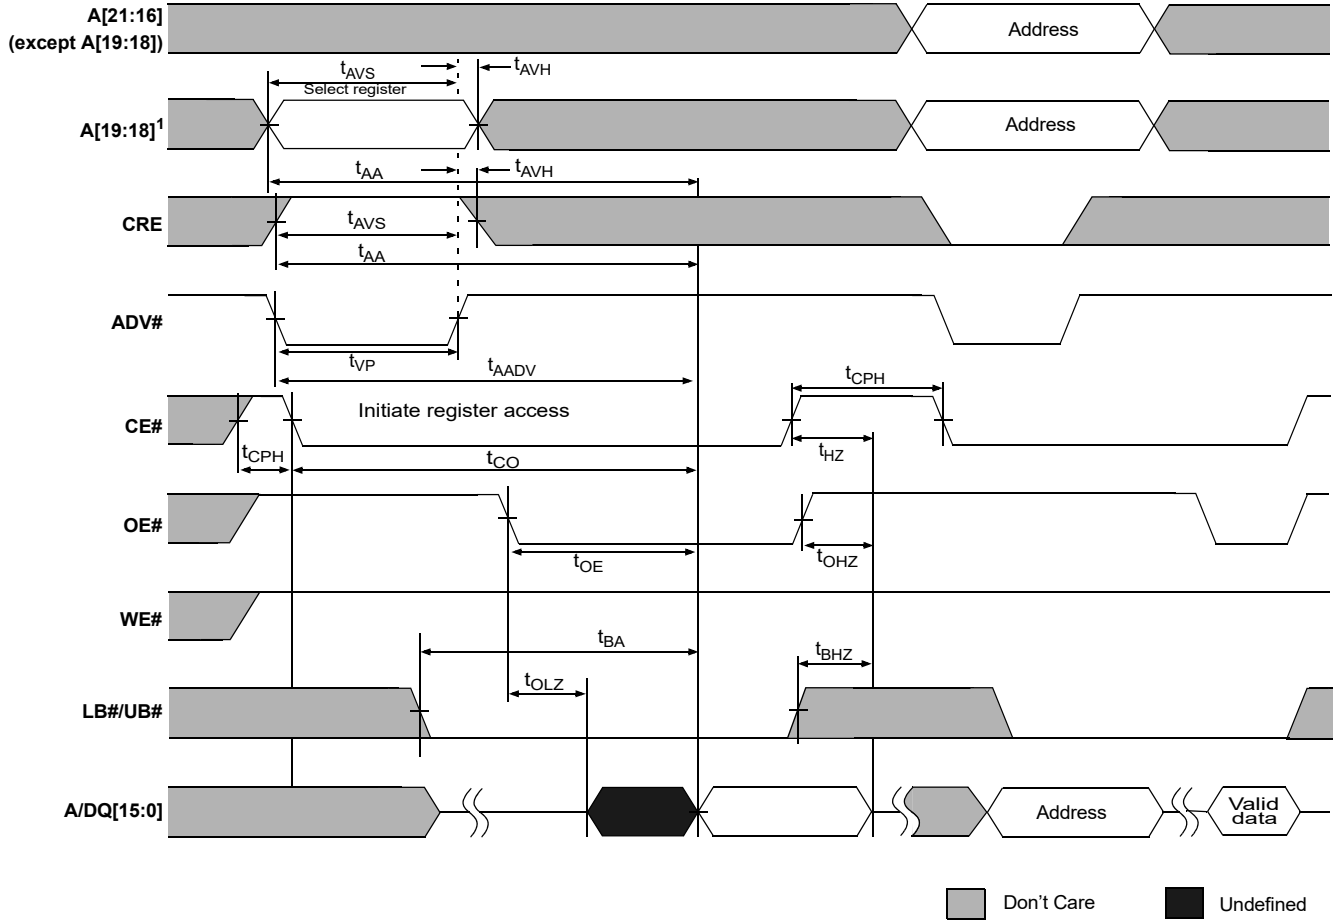 A[21:16]
(except A[19:18])
Address
tAVS
tAVH
Select register
A[19:18]1
Address
tAA
tAVH
CRE
tAVS
tAA
ADV#
tVP
tAADV
tCPH
CE#
Initiate register access
tCPH
tCO
tHZ
OE#
tOE
tOHZ
WE#
tBA
tBHZ
tOLZ
LB#/UB#
A/DQ[15:0]
Address
Valid
data
Don't Care
Undefined